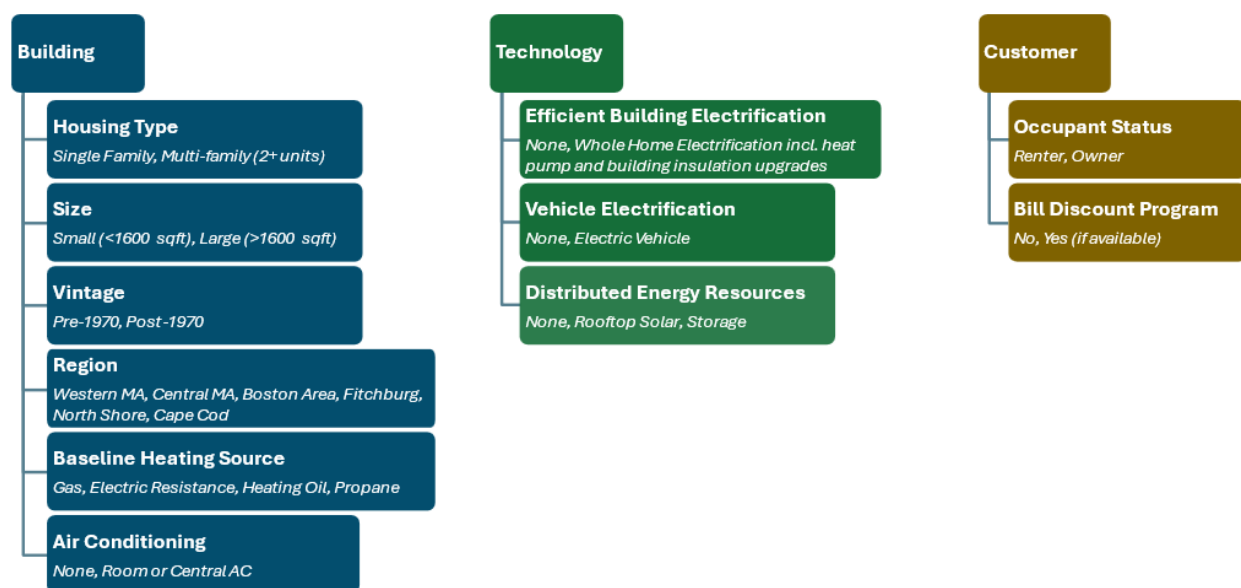 Building
Housing Type
Single Family, Multi-family (2+ units)
Size
Small (<1600 sqft), Large (>1600 sqft)
Vintage
Pre-1970, Post-1970
Region
Western MA, Central MA, Boston Area, Fitchburg,
North Shore, Cape Cod
Baseline Heating Source
Gas, Electric Resistance, Heating Oil, Propane
Air Conditioning
None, Room or Central AC
Technology
Efficient Building Electrification
None, Whole Home Electrification incl. heat
pump and building insulation upgrades
Vehicle Electrification
None, Electric Vehicle
Distributed Energy Resources
None, Rooftop Solar, Storage
Customer
Occupant Status
Renter, Owner
Bill Discount Program
No, Yes (if available)